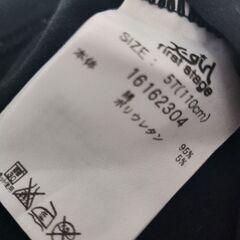 X-girl
first stage
SIZE: 5T(110cm)
16162304
本体
綿 95%
ポリウレタン 5%